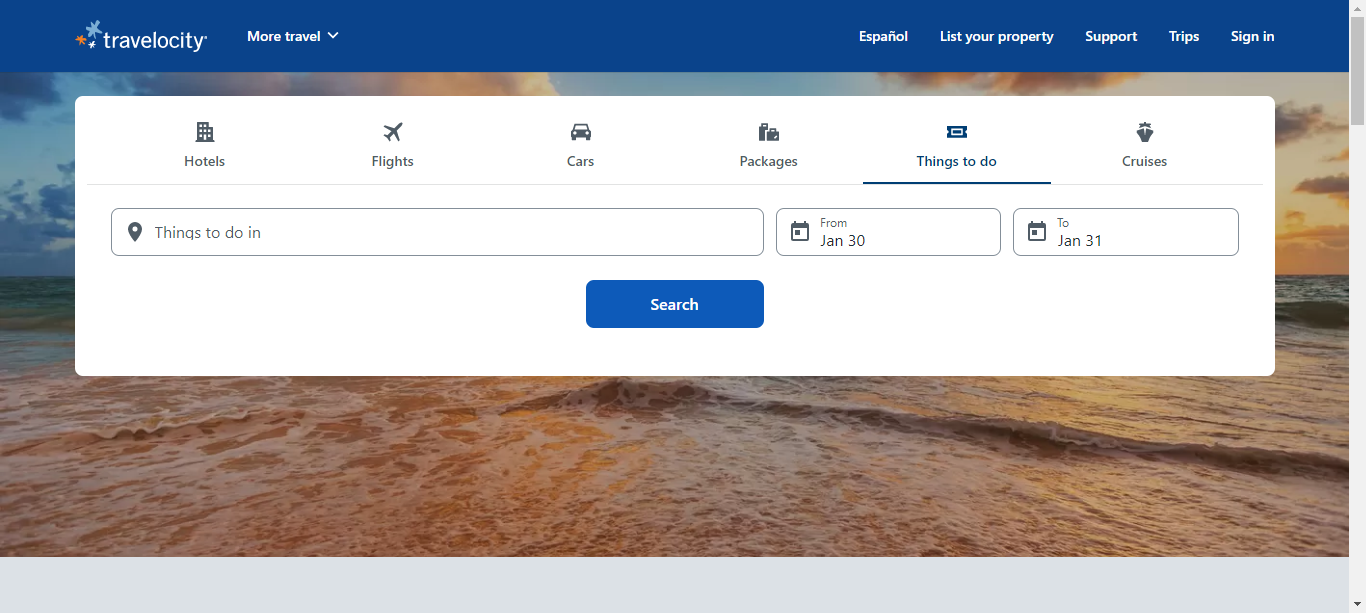 travelocity
More travel
Español
List your property
Support
Trips
Sign in
Hotels
Flights
Cars
Packages
Things to do
Cruises
Things to do in
From
Jan 30
To
Jan 31
Search